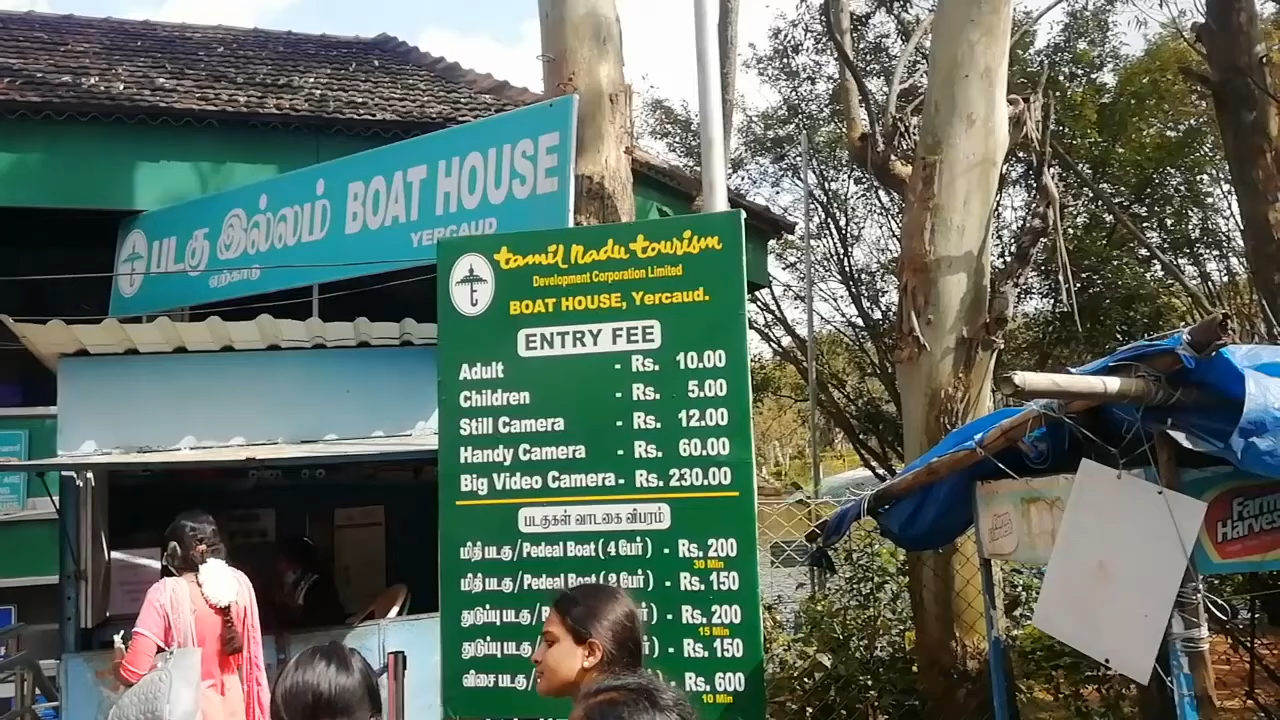 படகு இல்லம் BOAT HOUSE
ஏற்காடு YERCAUD
tamil nadu tourism
Development Corporation Limited
BOAT HOUSE, Yercaud.
ENTRY FEE
Adult - Rs. 10.00
Children - Rs. 5.00
Still Camera - Rs. 12.00
Handy Camera - Rs. 60.00
Big Video Camera - Rs. 230.00
படகுகள் வாடகை விபரம்
மிதி படகு / Pedeal Boat ( 4 பேர் ) - Rs. 200
30 Min
மிதி படகு / Pedeal Boat ( 2 பேர் ) - Rs. 150
துடுப்பு படகு / - Rs. 200
15 Min
துடுப்பு படகு - Rs. 150
விசை படகு / - Rs. 600
10 Min
Farm
Harves